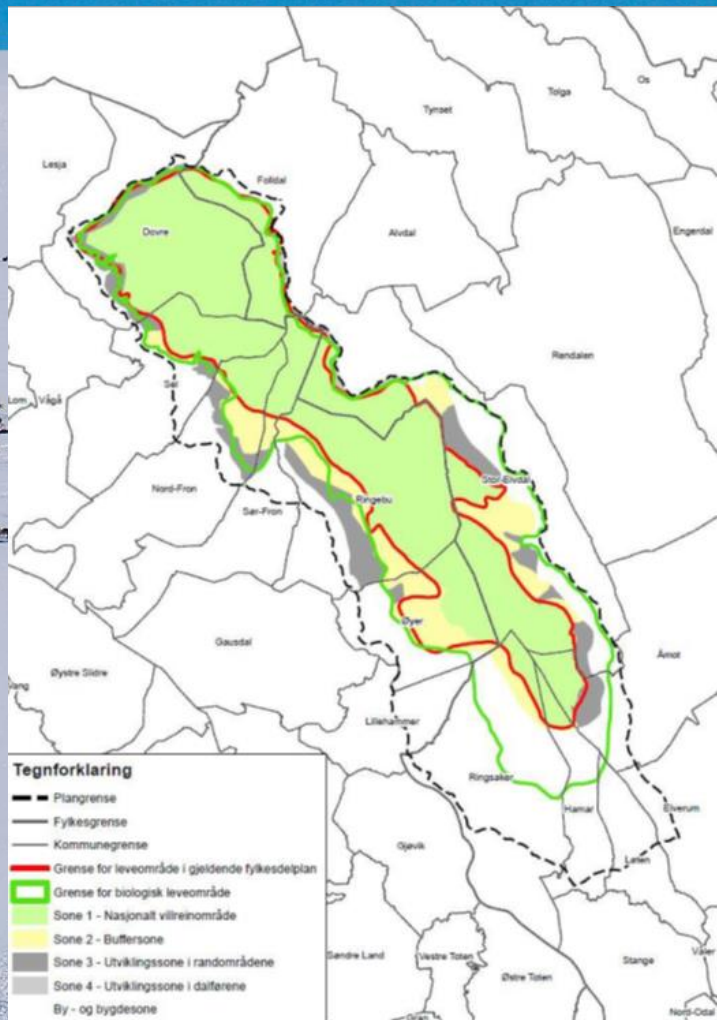 Os
Tolga
Tynset
Lesja
Folldal
Engerdal
Dovre
Alvdal
Rendalen
Sel
Lom
Vågå
Stor-Elvdal
Nord-Fron
Ringebu
Sør-Fron
Øyer
Gausdal
Åmot
Øystre Slidre
Vang
Lillehammer
Ringsaker
Hamar
Elverum
Gjøvik
Løten
Søndre Land
Vestre Toten
Østre Toten
Stange
Våler
Nord-Odal
Gran
Tegnforklaring
Plangrense
Fylkesgrense
Kommunegrense
Grense for leveområde i gjeldende fylkesdelplan
Grense for biologisk leveområde
Sone 1 - Nasjonalt villreinområde
Sone 2 - Buffersone
Sone 3 - Utviklingssone i randområdene
Sone 4 - Utviklingssone i dalførene
By - og bygdesone